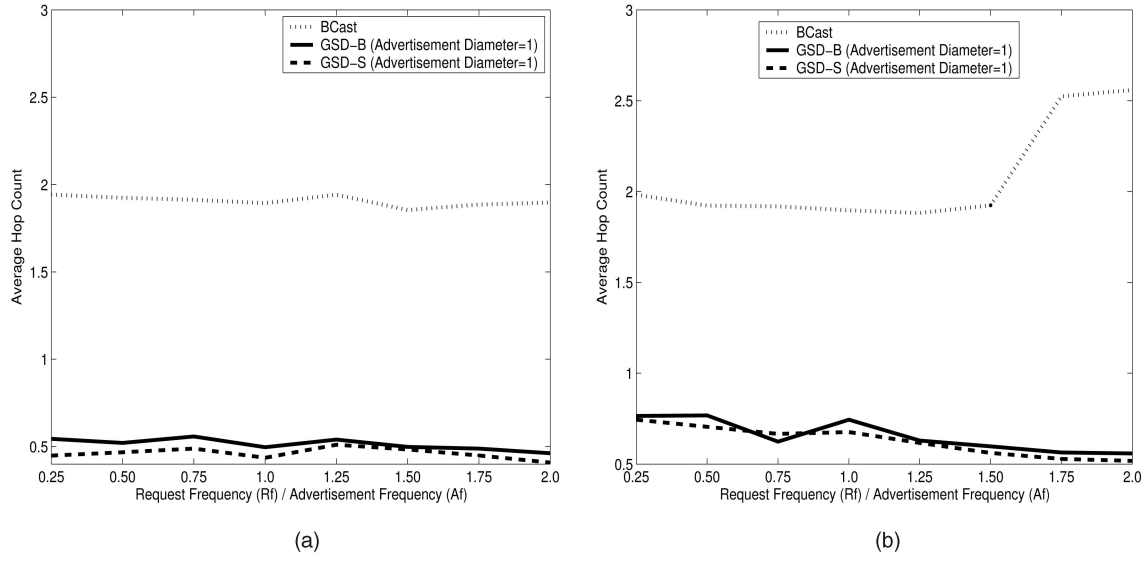 3
2.5
2
1.5
1
0.5
Average Hop Count
BCast
GSD-B (Advertisement Diameter=1)
GSD-S (Advertisement Diameter=1)
0.25 0.50 0.75 1.0 1.25 1.50 1.75 2.0
Request Frequency (Rf) / Advertisement Frequency (Af)
(a)
3
2.5
2
1.5
1
0.5
Average Hop Count
BCast
GSD-B (Advertisement Diameter=1)
GSD-S (Advertisement Diameter=1)
0.25 0.50 0.75 1.0 1.25 1.50 1.75 2.0
Request Frequency (Rf) / Advertisement Frequency (Af)
(b)